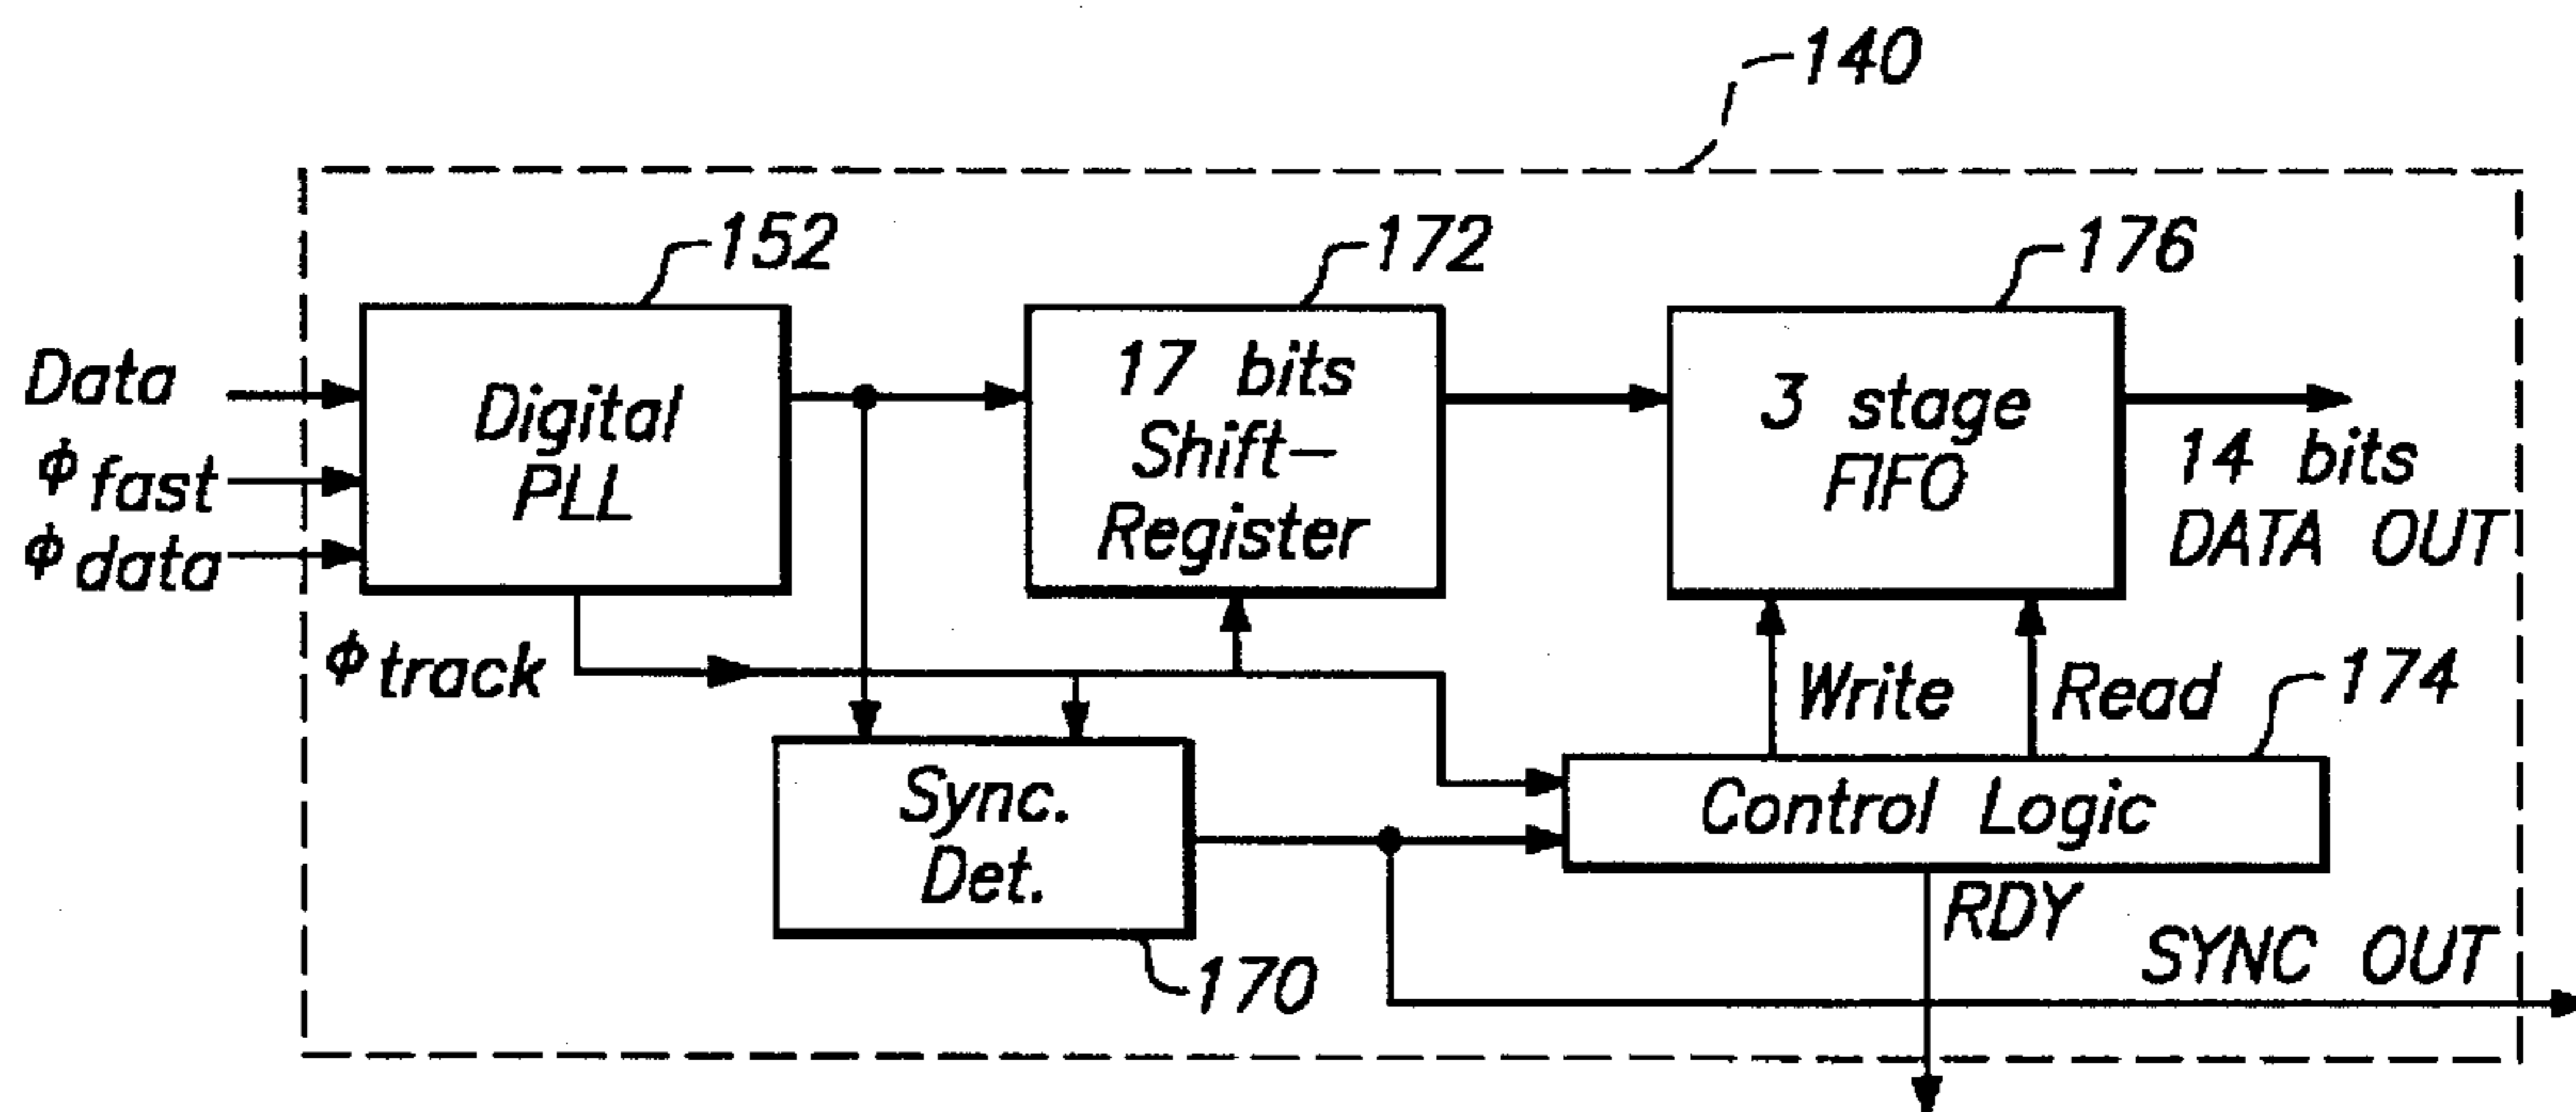 140
152
172
176
Data
Φ fast
Φ data
Digital
PLL
17 bits
Shift-
Register
3 stage
FIFO
14 bits
DATA OUT
Φ track
Write
Read
174
Sync.
Det.
Control Logic
170
RDY
SYNC OUT